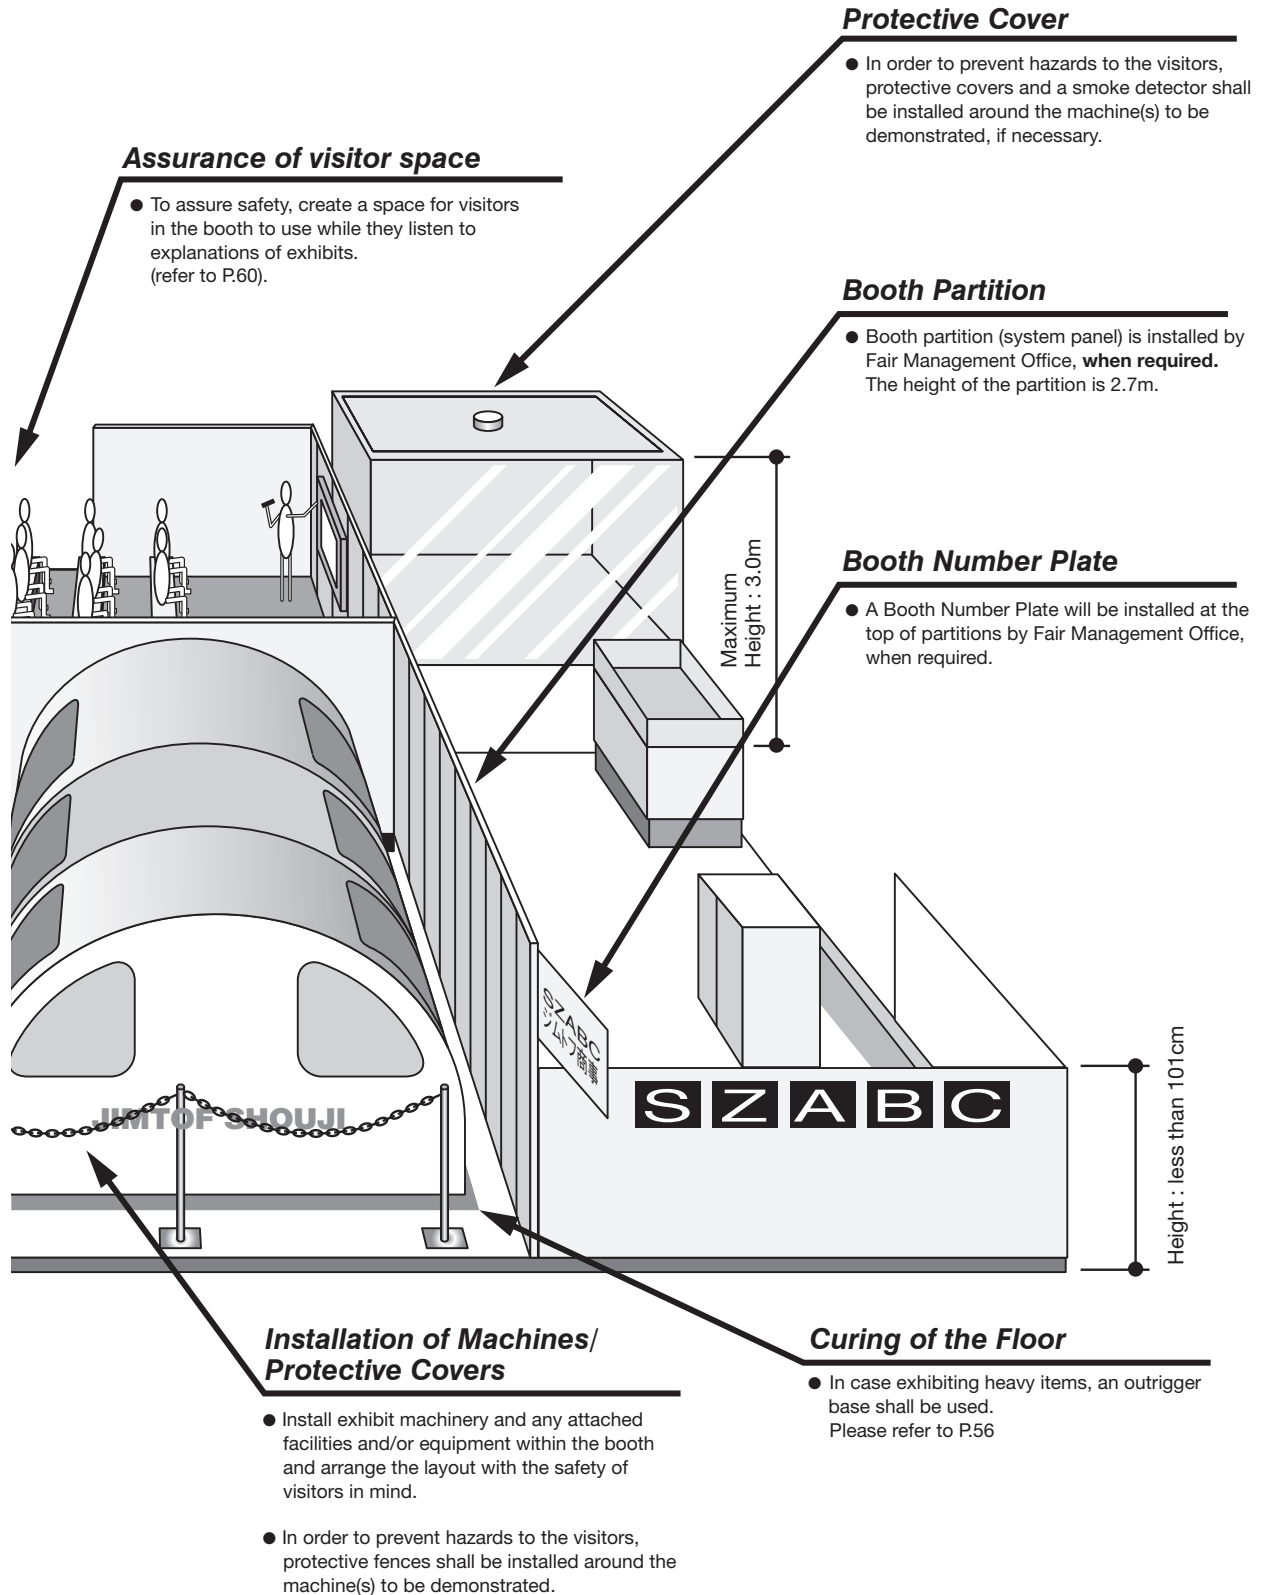 Protective Cover
● In order to prevent hazards to the visitors,
protective covers and a smoke detector shall
be installed around the machine(s) to be
demonstrated, if necessary.
Assurance of visitor space
● To assure safety, create a space for visitors
in the booth to use while they listen to
explanations of exhibits.
(refer to P.60).
Booth Partition
● Booth partition (system panel) is installed by
Fair Management Office, when required.
The height of the partition is 2.7m.
Maximum
Height : 3.0m
Booth Number Plate
● A Booth Number Plate will be installed at the
top of partitions by Fair Management Office,
when required.
SZABC
ジムトフ商事
SZABC
JIMTOF SHOUJI
Height : less than 101cm
Installation of Machines/
Protective Covers
● Install exhibit machinery and any attached
facilities and/or equipment within the booth
and arrange the layout with the safety of
visitors in mind.
● In order to prevent hazards to the visitors,
protective fences shall be installed around the
machine(s) to be demonstrated.
Curing of the Floor
● In case exhibiting heavy items, an outrigger
base shall be used.
Please refer to P.56